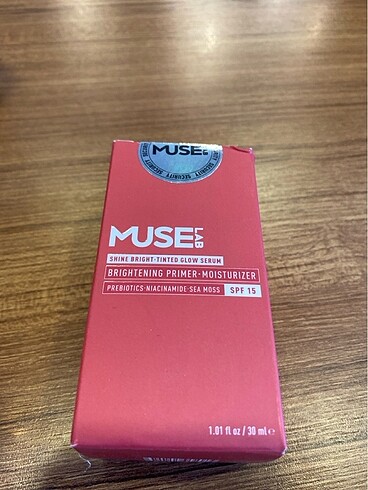 MUSE LAB
SECURITY
MUSE LAB
SHINE BRIGHT·TINTED GLOW SERUM
BRIGHTENING PRIMER·MOISTURIZER
PREBIOTICS·NIACINAMIDE·SEA MOSS SPF 15
1.01 fl oz / 30 ml ℮